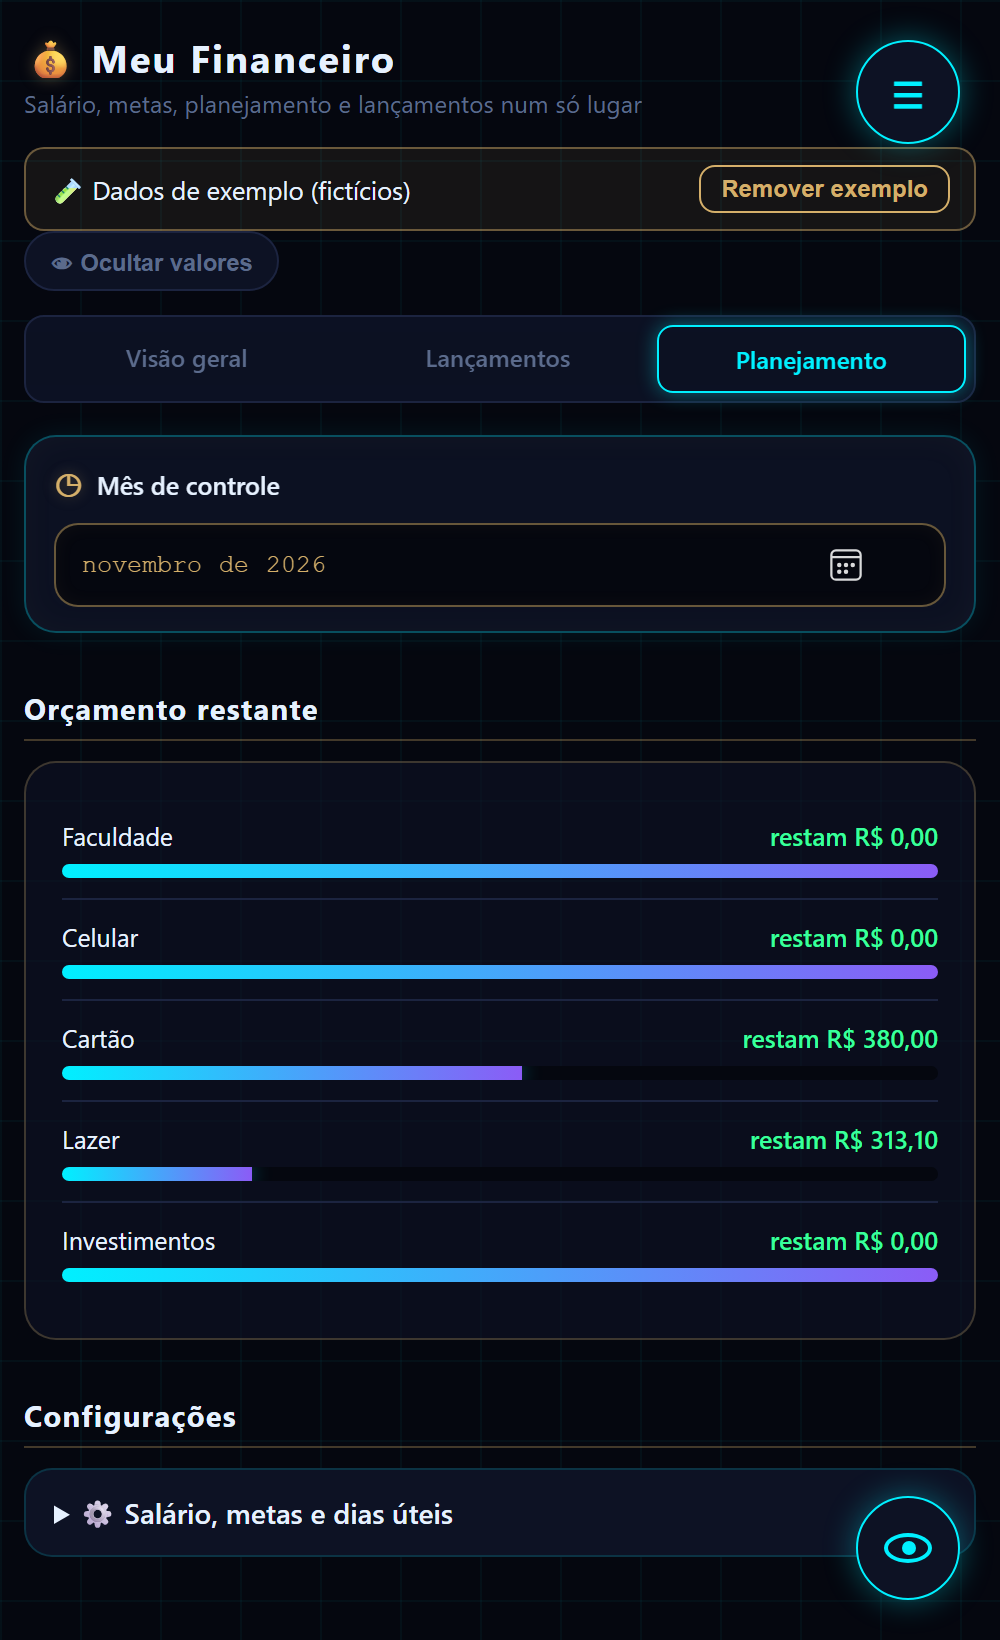 Meu Financeiro
Salário, metas, planejamento e lançamentos num só lugar
Dados de exemplo (fictícios)
Remover exemplo
Ocultar valores
Visão geral
Lançamentos
Planejamento
Mês de controle
novembro de 2026
Orçamento restante
Faculdade
restam R$ 0,00
Celular
restam R$ 0,00
Cartão
restam R$ 380,00
Lazer
restam R$ 313,10
Investimentos
restam R$ 0,00
Configurações
Salário, metas e dias úteis